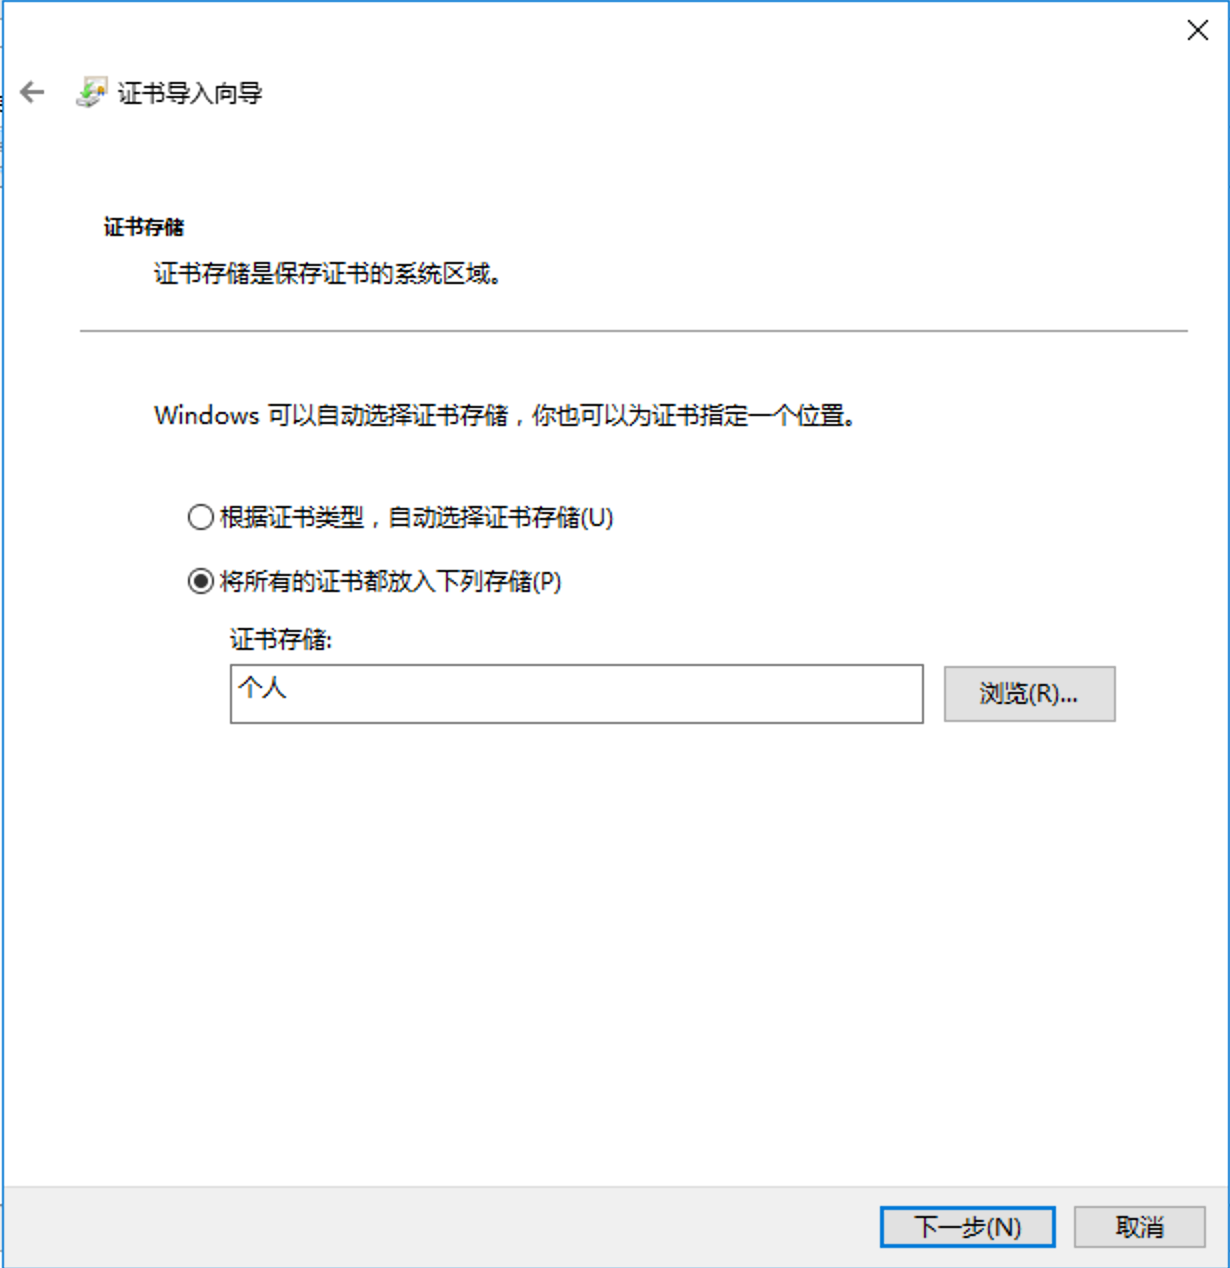 证书导入向导
证书存储
证书存储是保存证书的系统区域。
Windows 可以自动选择证书存储，你也可以为证书指定一个位置。
根据证书类型，自动选择证书存储(U)
将所有的证书都放入下列存储(P)
证书存储:
个人
浏览(R)...
下一步(N)
取消